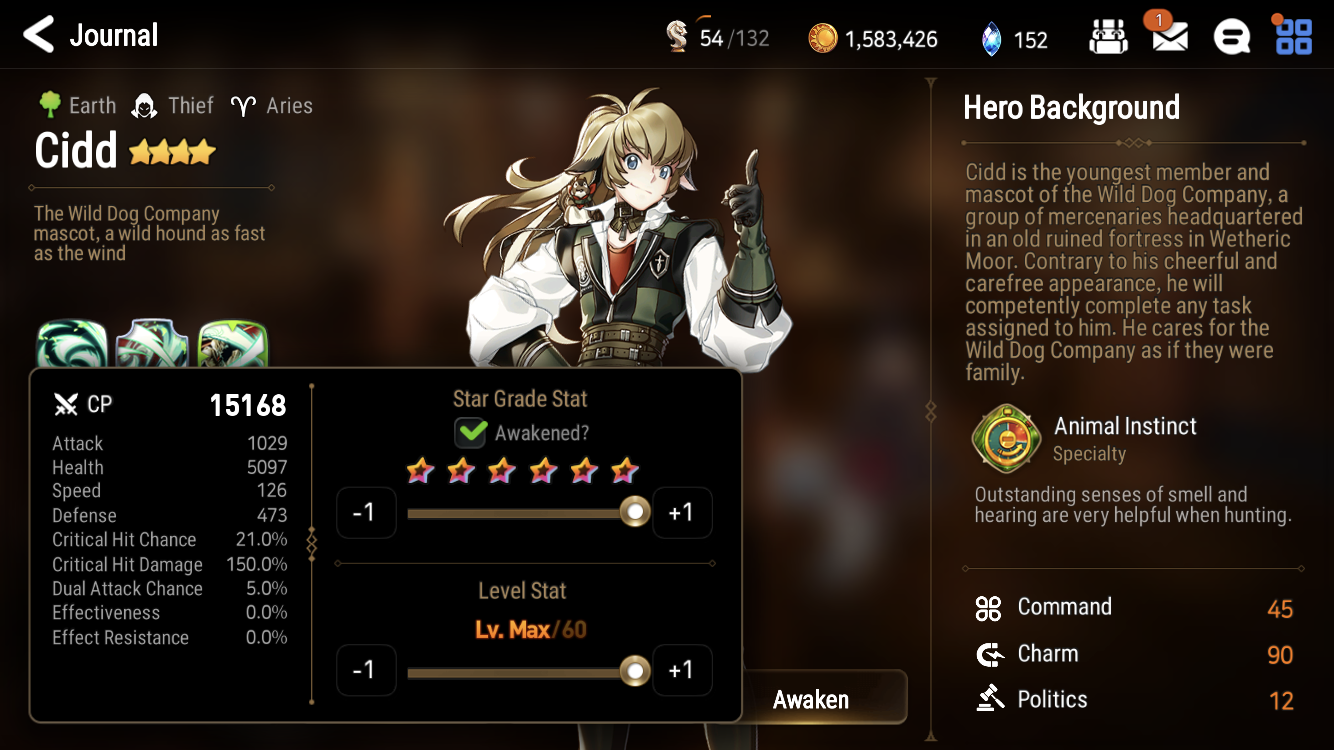 Journal
54/132
1,583,426
152
1
Earth Thief Aries
Cidd
The Wild Dog Company
mascot, a wild hound as fast
as the wind
CP 15168
Attack 1029
Health 5097
Speed 126
Defense 473
Critical Hit Chance 21.0%
Critical Hit Damage 150.0%
Dual Attack Chance 5.0%
Effectiveness 0.0%
Effect Resistance 0.0%
Star Grade Stat
Awakened?
-1 +1
Level Stat
Lv. Max/60
-1 +1
Awaken
Hero Background
Cidd is the youngest member and
mascot of the Wild Dog Company, a
group of mercenaries headquartered
in an old ruined fortress in Wetheric
Moor. Contrary to his cheerful and
carefree appearance, he will
competently complete any task
assigned to him. He cares for the
Wild Dog Company as if they were
family.
Animal Instinct
Specialty
Outstanding senses of smell and
hearing are very helpful when hunting.
Command 45
Charm 90
Politics 12